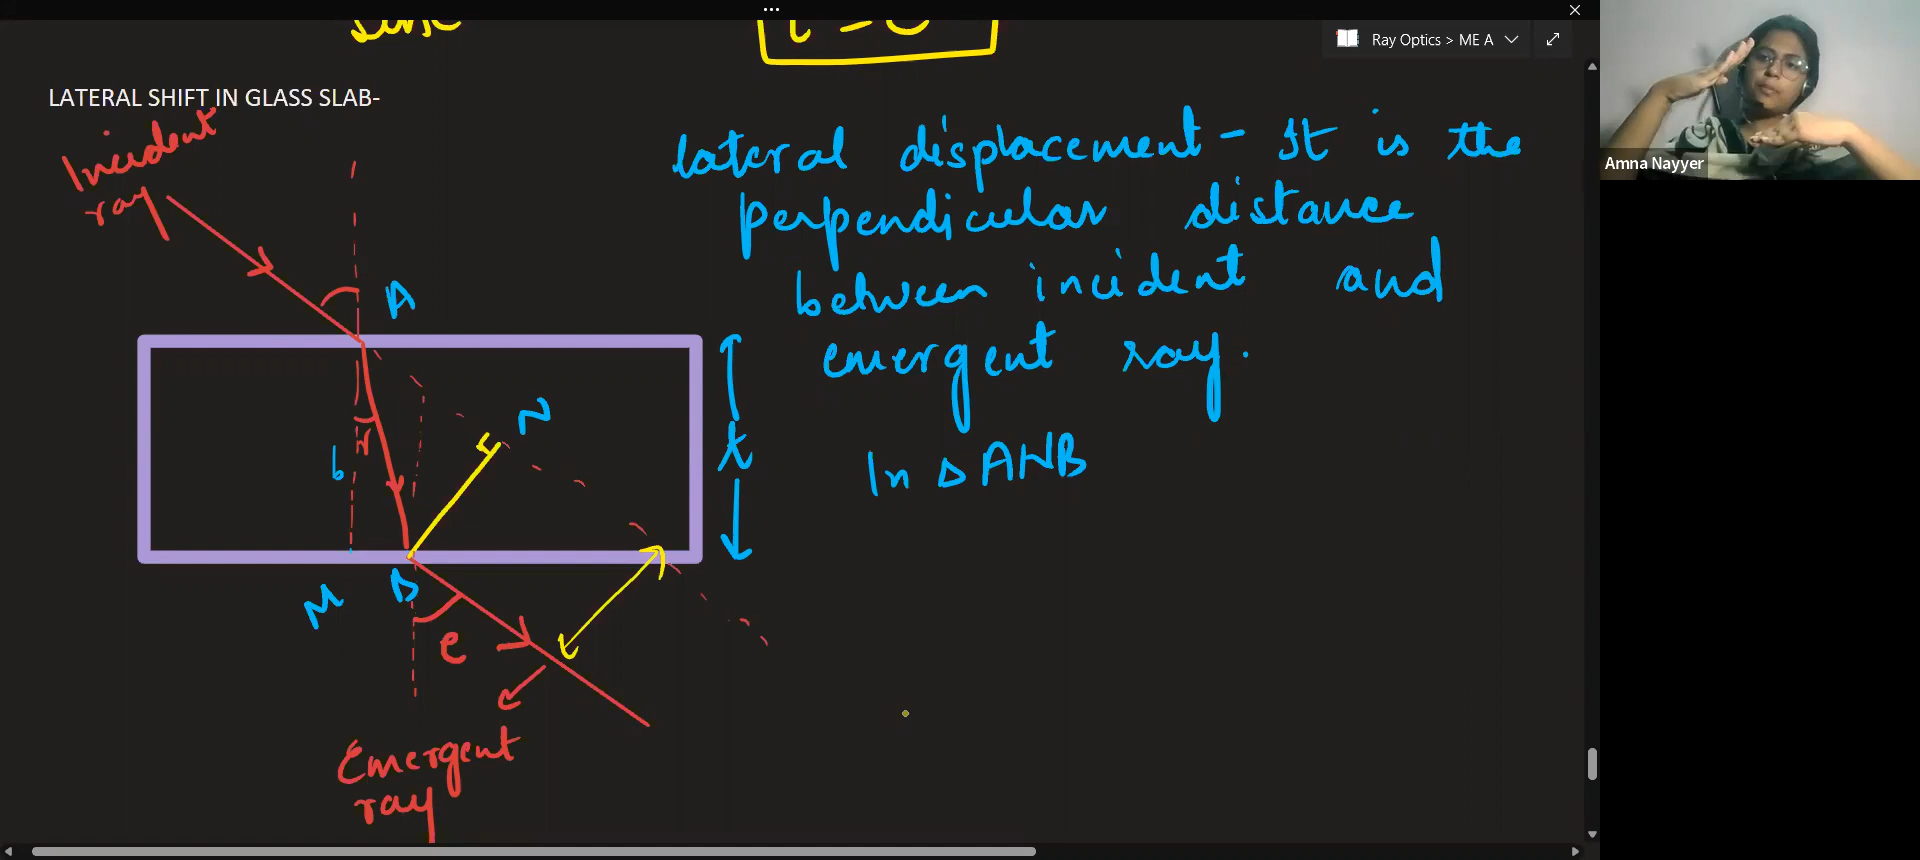 Ray Optics > ME A
Amna Nayyer
LATERAL SHIFT IN GLASS SLAB-
Incident
ray
lateral displacement - It is the
perpendicular distance
between incident and
emergent ray.
In Δ ANB
A
N
r
t
M
B
e
Emergent
ray